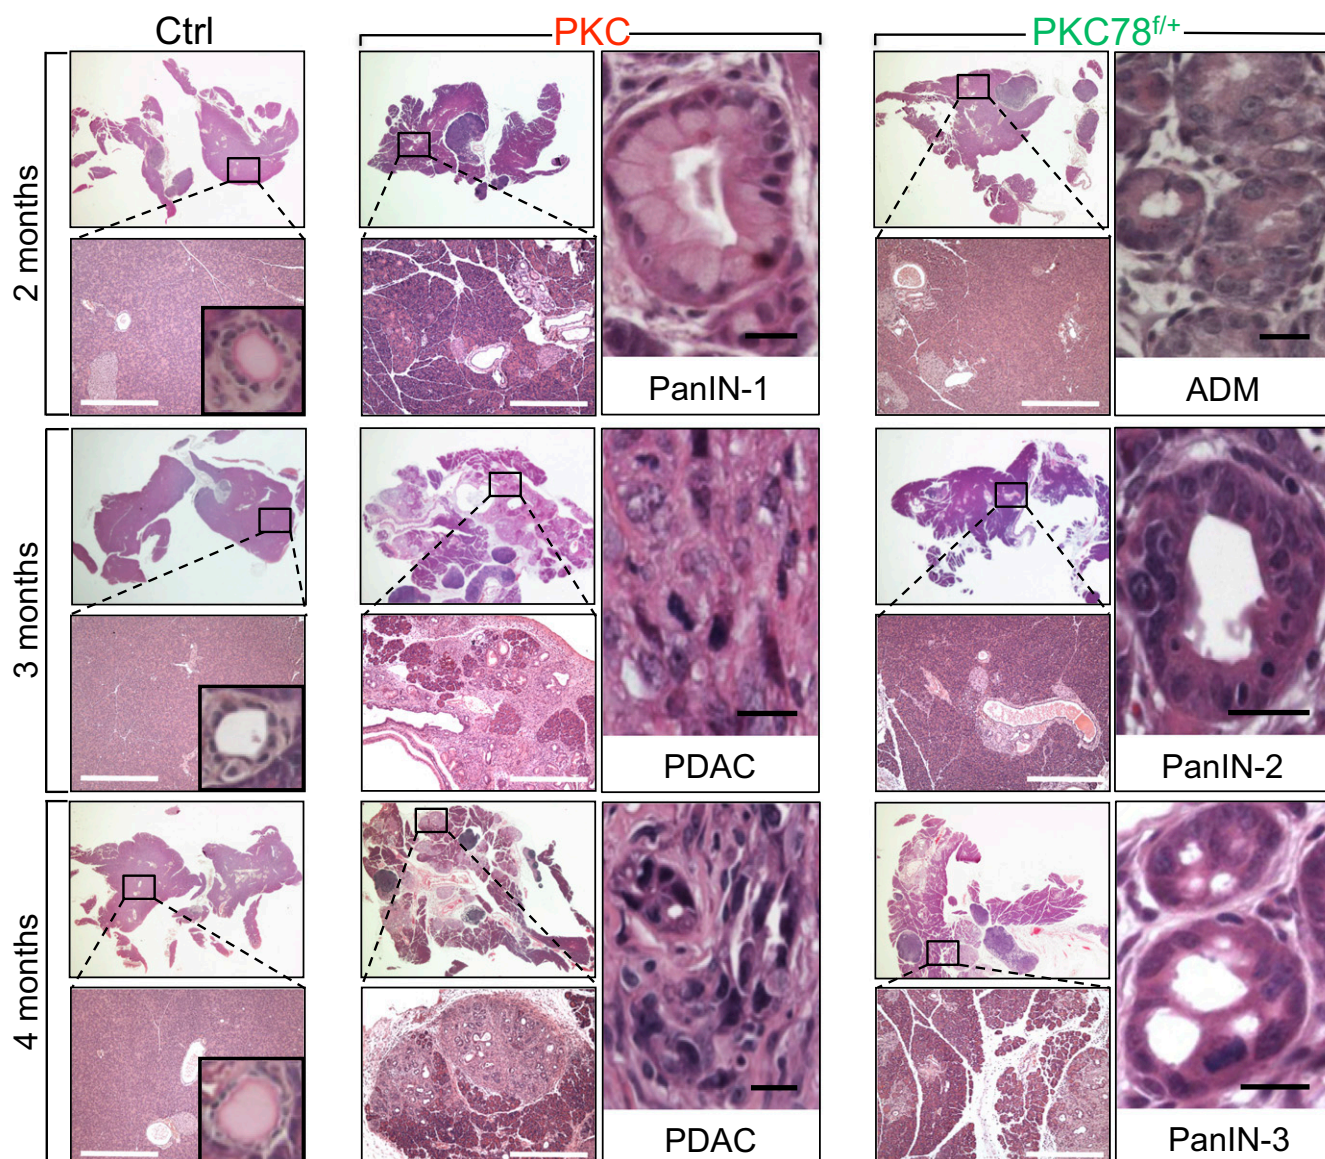 Ctrl
PKC
PKC78f/+
2 months
PanIN-1
ADM
3 months
PDAC
PanIN-2
4 months
PDAC
PanIN-3